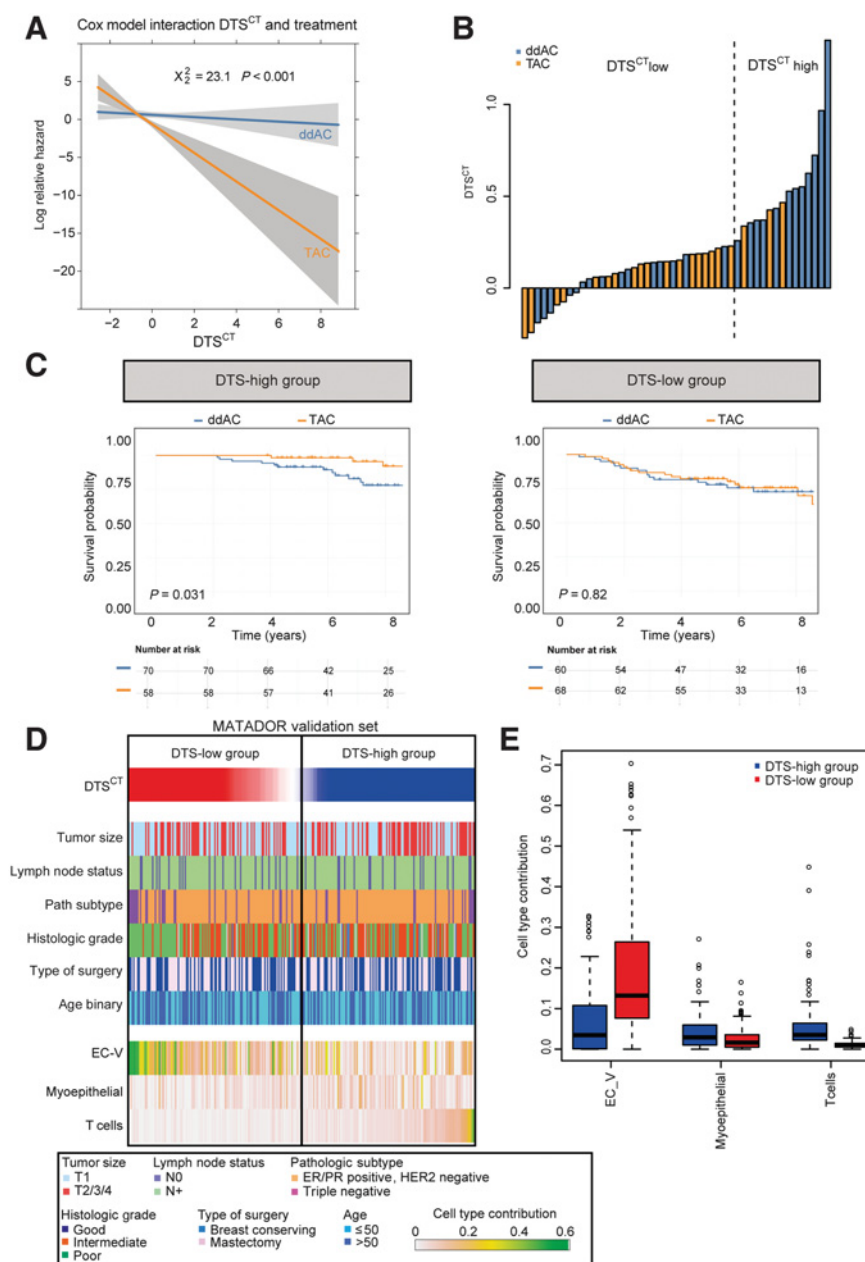 A
Cox model interaction DTS^CT and treatment
X²₂ = 23.1 P < 0.001
5
0
−5
−10
−15
−20
Log relative hazard
ddAC
TAC
−2 0 2 4 6 8
DTS^CT
B
ddAC
TAC
DTS^CT low
DTS^CT high
1.0
0.5
0.0
DTS^CT
C
DTS-high group
ddAC TAC
1.00
0.75
0.50
0.25
0.00
Survival probability
P = 0.031
0 2 4 6 8
Time (years)
Number at risk
70 70 66 42 25
58 58 57 41 26
DTS-low group
ddAC TAC
1.00
0.75
0.50
0.25
0.00
Survival probability
P = 0.82
0 2 4 6 8
Time (years)
Number at risk
60 54 47 32 16
68 62 55 33 13
D
MATADOR validation set
DTS-low group DTS-high group
DTS^CT
Tumor size
Lymph node status
Path subtype
Histologic grade
Type of surgery
Age binary
EC-V
Myoepithelial
T cells
Tumor size
T1
T2/3/4
Lymph node status
N0
N+
Pathologic subtype
ER/PR positive, HER2 negative
Triple negative
Histologic grade
Good
Intermediate
Poor
Type of surgery
Breast conserving
Mastectomy
Age
≤50
>50
Cell type contribution
0 0.2 0.4 0.6
E
DTS-high group
DTS-low group
0.7
0.6
0.5
0.4
0.3
0.2
0.1
0.0
Cell type contribution
EC_V
Myoepithelial
Tcells